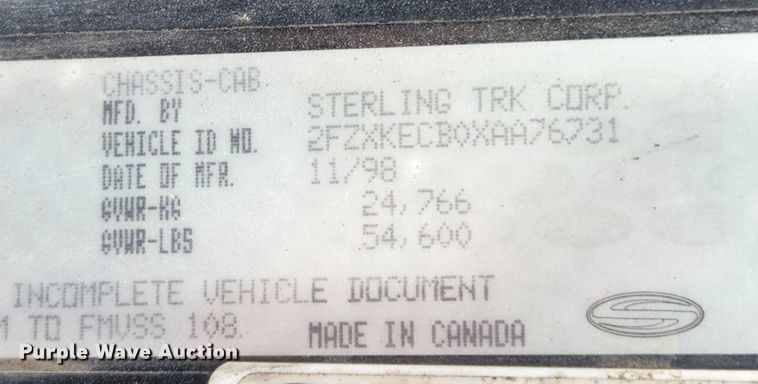 CHASSIS-CAB
MFD. BY STERLING TRK CORP.
VEHICLE ID NO. 2FZXKECB0XAA76731
DATE OF MFR. 11/98
GVWR-KG 24,766
GVWR-LBS 54,600
INCOMPLETE VEHICLE DOCUMENT
M TO FMVSS 108.
MADE IN CANADA
Purple Wave Auction